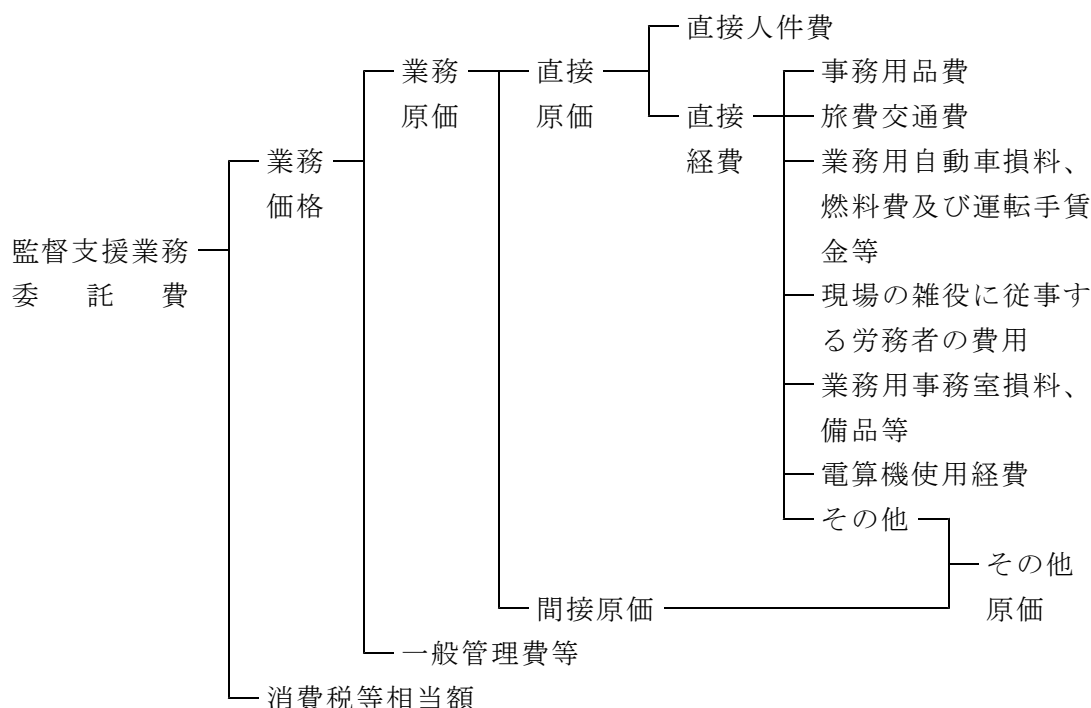 直接人件費
業務
直接
事務用品費
原価
原価
直接
旅費交通費
業務
経費
業務用自動車損料、
価格
燃料費及び運転手賃
監督支援業務
金等
委託費
現場の雑役に従事す
る労務者の費用
業務用事務室損料、
備品等
電算機使用経費
その他
その他
間接原価
原価
一般管理費等
消費税等相当額